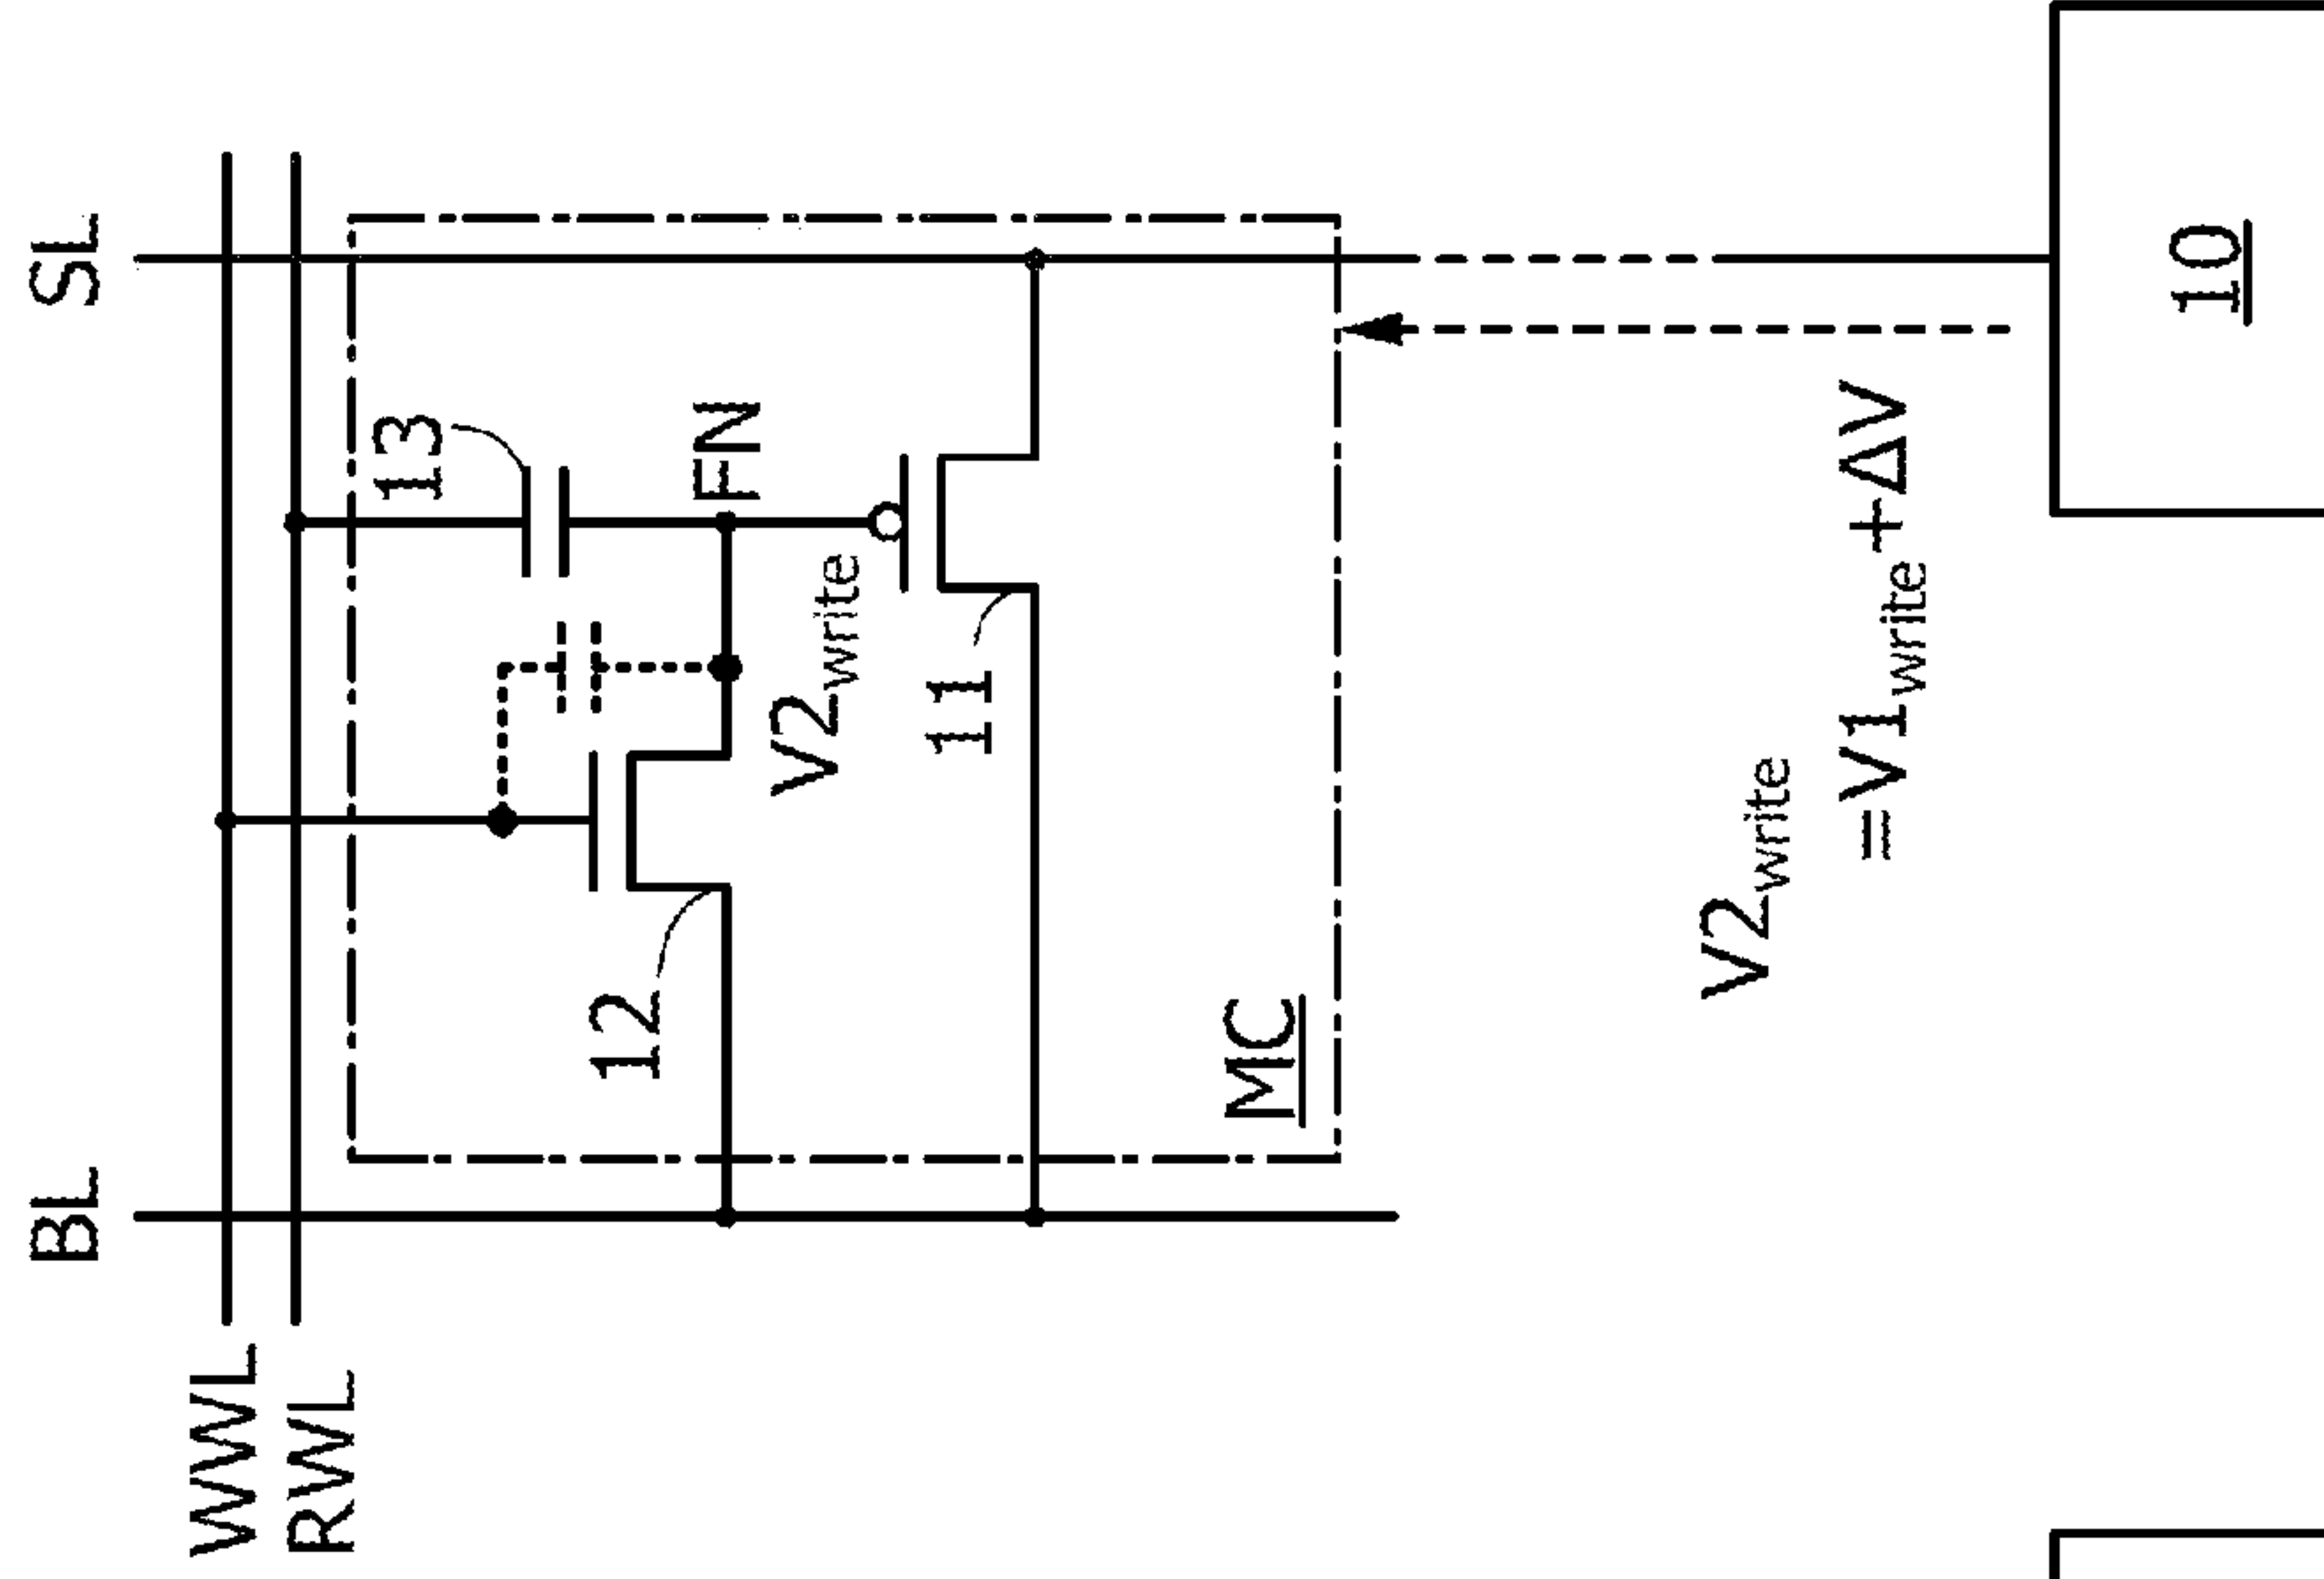 WWL
RWL
BL
SL
13
FN
12
V2write
11
MC
V2write
=V1write+ΔV
10